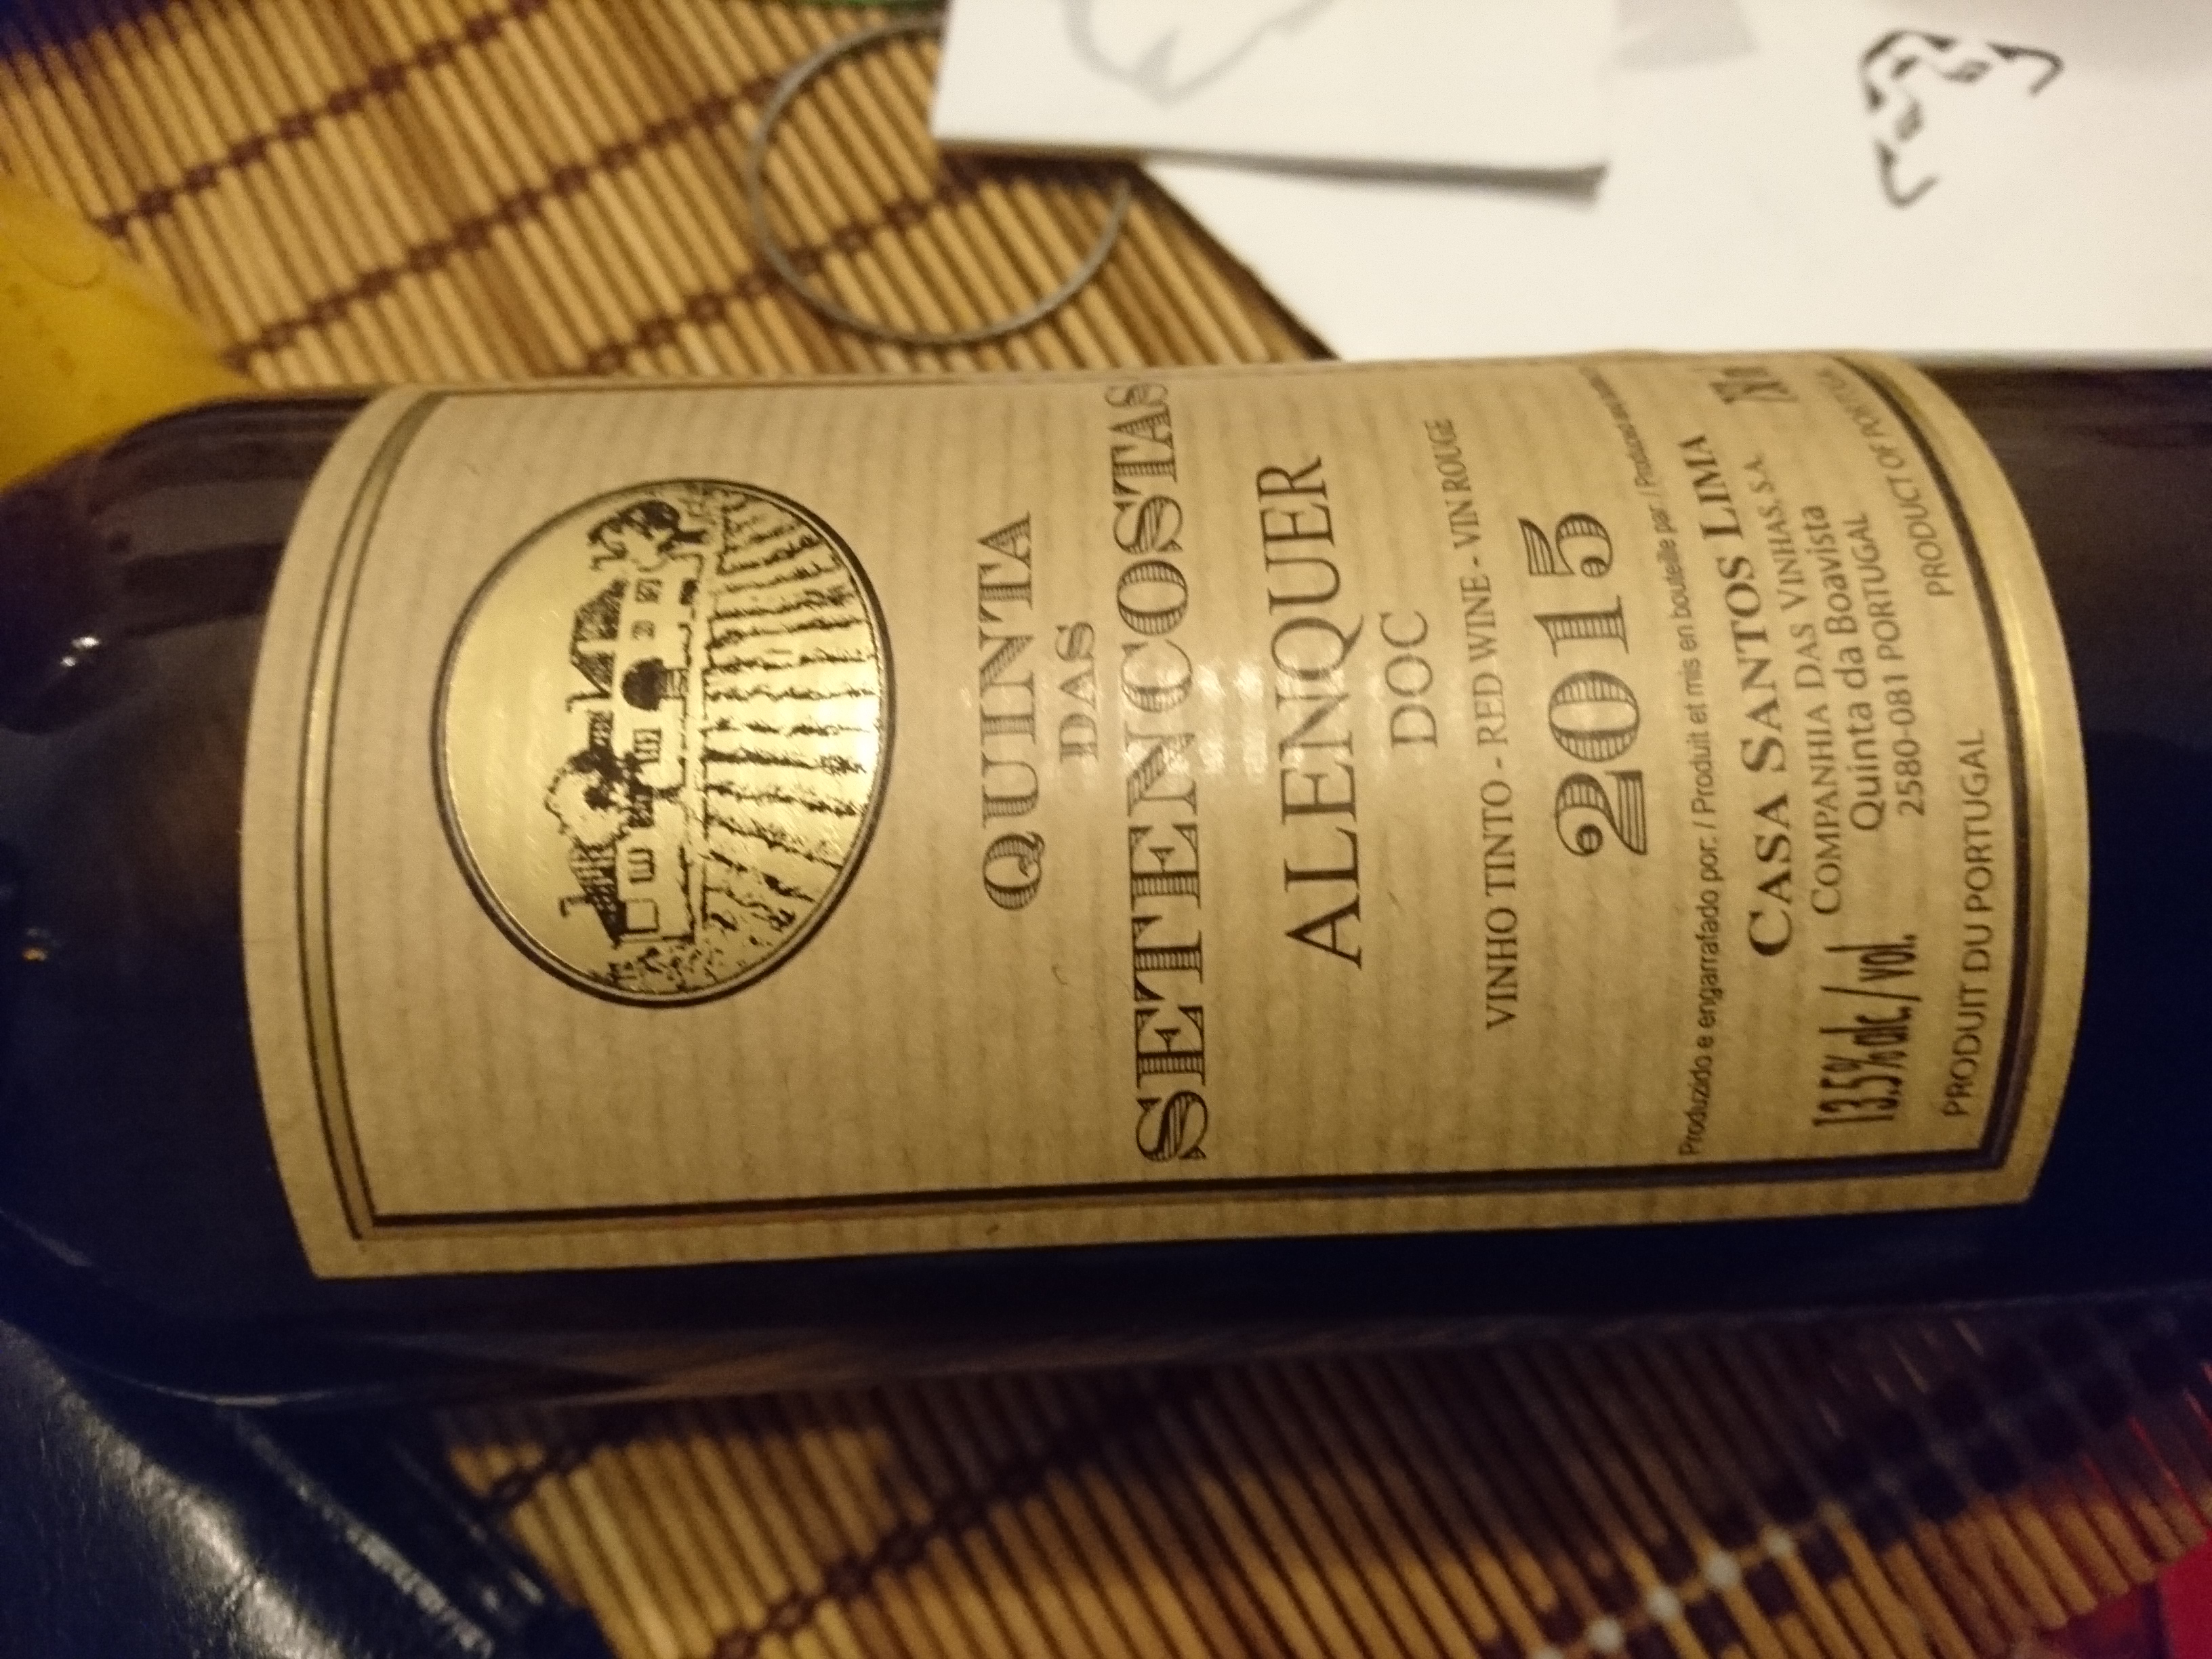 QUINTA
DAS
SETENCOSTAS
ALENQUER
DOC
VINHO TINTO - RED WINE - VIN ROUGE
2015
Produzido e engarrafado por: / Produit et mis en bouteille par: / Produced and
CASA SANTOS LIMA
COMPANHIA DAS VINHAS, S.A.
13.5% alc./vol.
Quinta da Boavista
2580-081 PORTUGAL
PRODUIT DU PORTUGAL
PRODUCT OF PORTUGAL